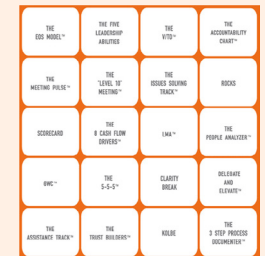 THE
EOS MODEL™
THE FIVE
LEADERSHIP
ABILITIES
THE
V/TO™
THE
ACCOUNTABILITY
CHART™
THE
MEETING PULSE™
THE
"LEVEL 10"
MEETING™
THE
ISSUES SOLVING
TRACK™
ROCKS
SCORECARD
THE
8 CASH FLOW
DRIVERS™
LMA™
THE
PEOPLE ANALYZER™
GWC™
THE
5-5-5™
CLARITY
BREAK
DELEGATE
AND
ELEVATE™
THE
ASSISTANCE TRACK™
THE
TRUST BUILDERS™
KOLBE
THE
3 STEP PROCESS
DOCUMENTER™